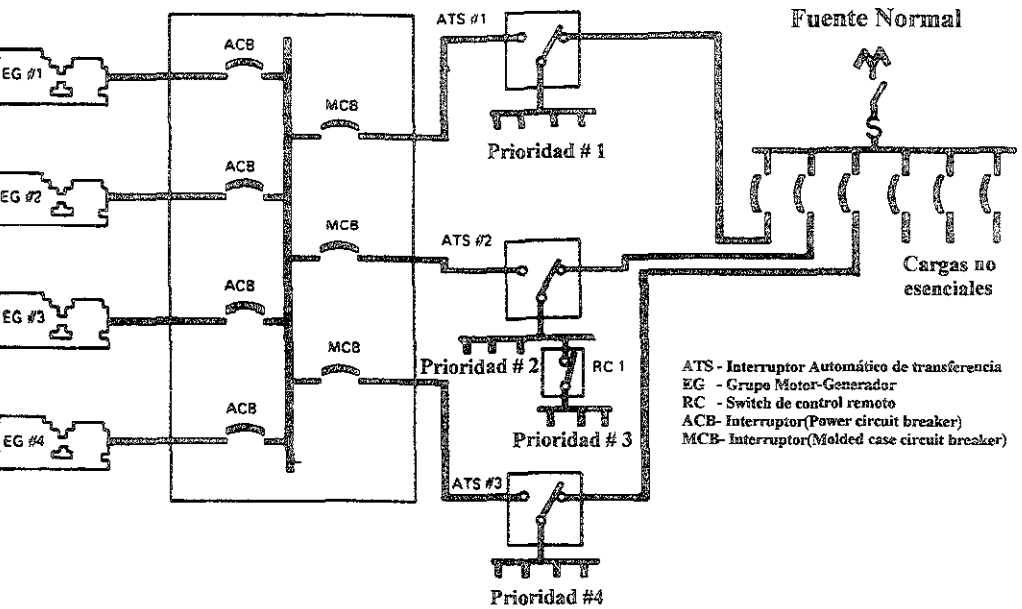 ATS #1
Fuente Normal
EG #1
ACB
MCB
Prioridad # 1
ACB
EG #2
MCB
ATS #2
Cargas no
esenciales
ACB
EG #3
MCB
Prioridad # 2
RC 1
ATS - Interruptor Automático de transferencia
EG - Grupo Motor-Generador
RC - Switch de control remoto
ACB- Interruptor(Power circuit breaker)
MCB- Interruptor(Molded case circuit breaker)
ACB
EG #4
Prioridad # 3
ATS #3
Prioridad #4